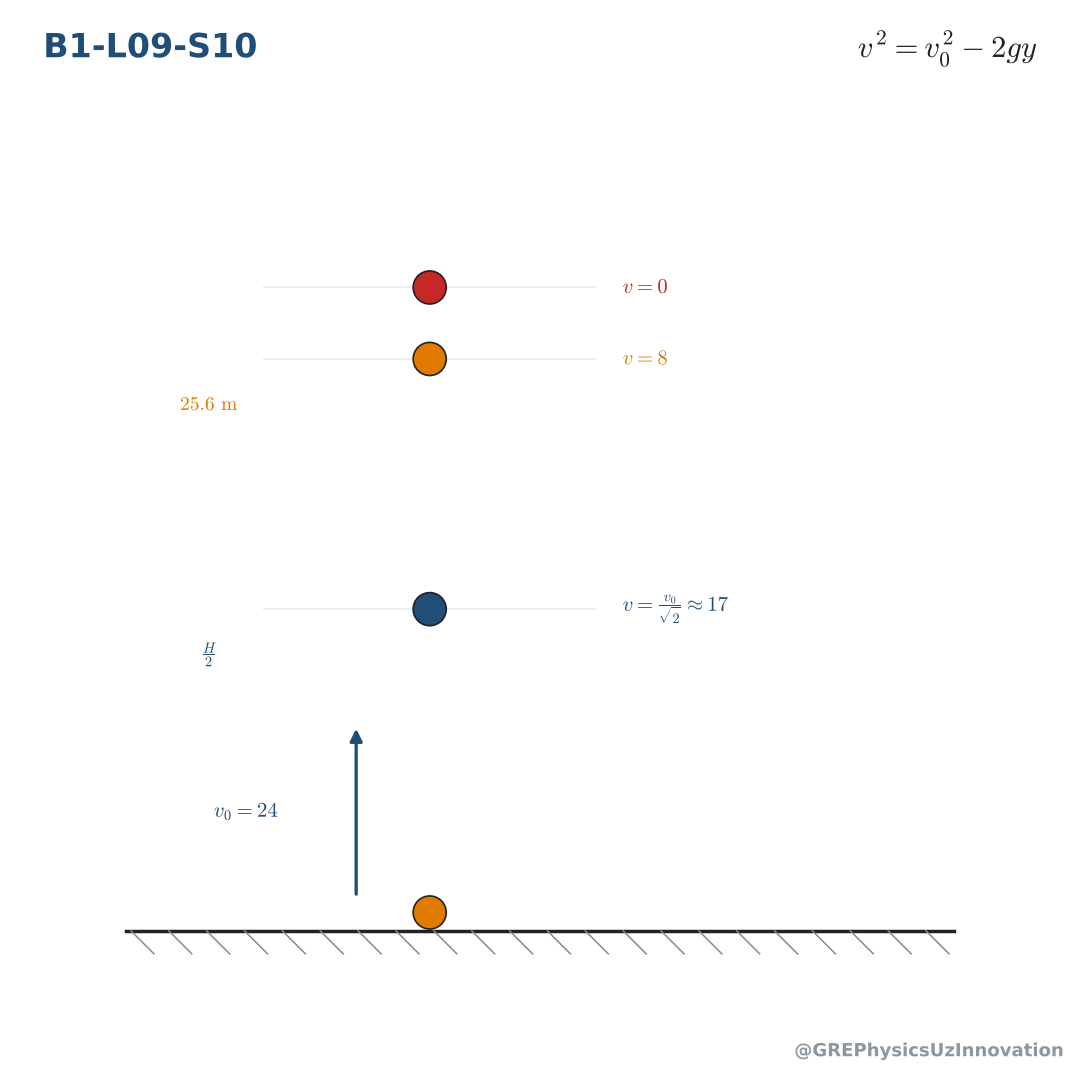 B1-L09-S10
v² = v₀² − 2gy
v = 0
v = 8
25.6 m
v = v₀/√2 ≈ 17
H/2
v₀ = 24
@GREPhysicsUzInnovation